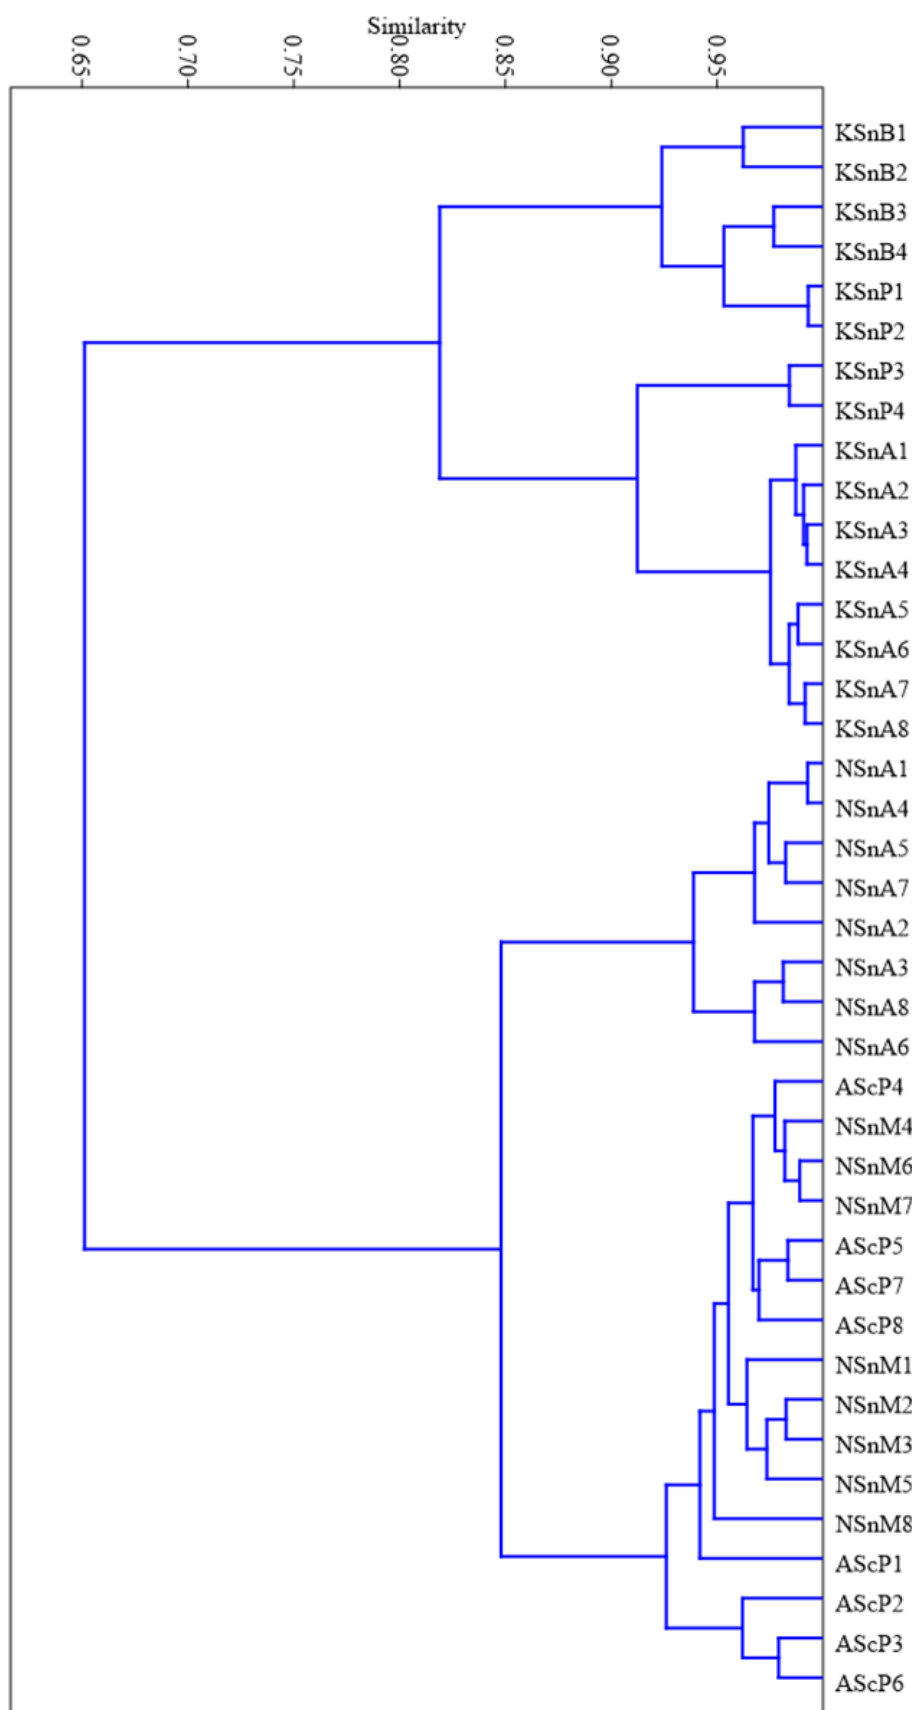 Similarity
0.65 0.70 0.75 0.80 0.85 0.90 0.95
KSnB1
KSnB2
KSnB3
KSnB4
KSnP1
KSnP2
KSnP3
KSnP4
KSnA1
KSnA2
KSnA3
KSnA4
KSnA5
KSnA6
KSnA7
KSnA8
NSnA1
NSnA4
NSnA5
NSnA7
NSnA2
NSnA3
NSnA8
NSnA6
AScP4
NSnM4
NSnM6
NSnM7
AScP5
AScP7
AScP8
NSnM1
NSnM2
NSnM3
NSnM5
NSnM8
AScP1
AScP2
AScP3
AScP6